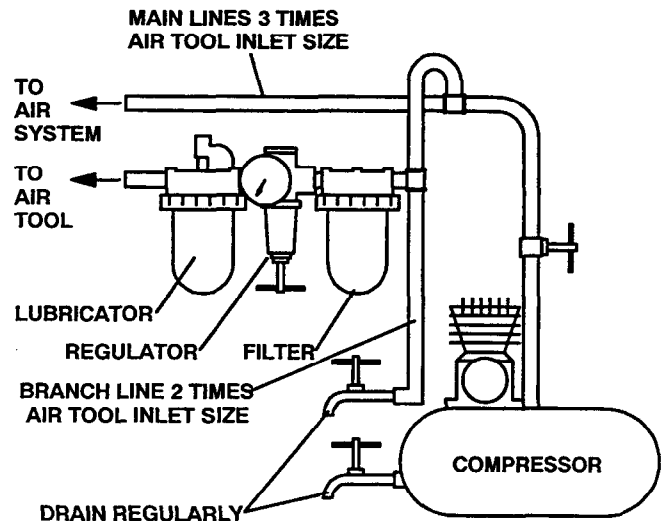 MAIN LINES 3 TIMES
AIR TOOL INLET SIZE
TO
AIR
SYSTEM
TO
AIR
TOOL
LUBRICATOR
REGULATOR
FILTER
BRANCH LINE 2 TIMES
AIR TOOL INLET SIZE
COMPRESSOR
DRAIN REGULARLY